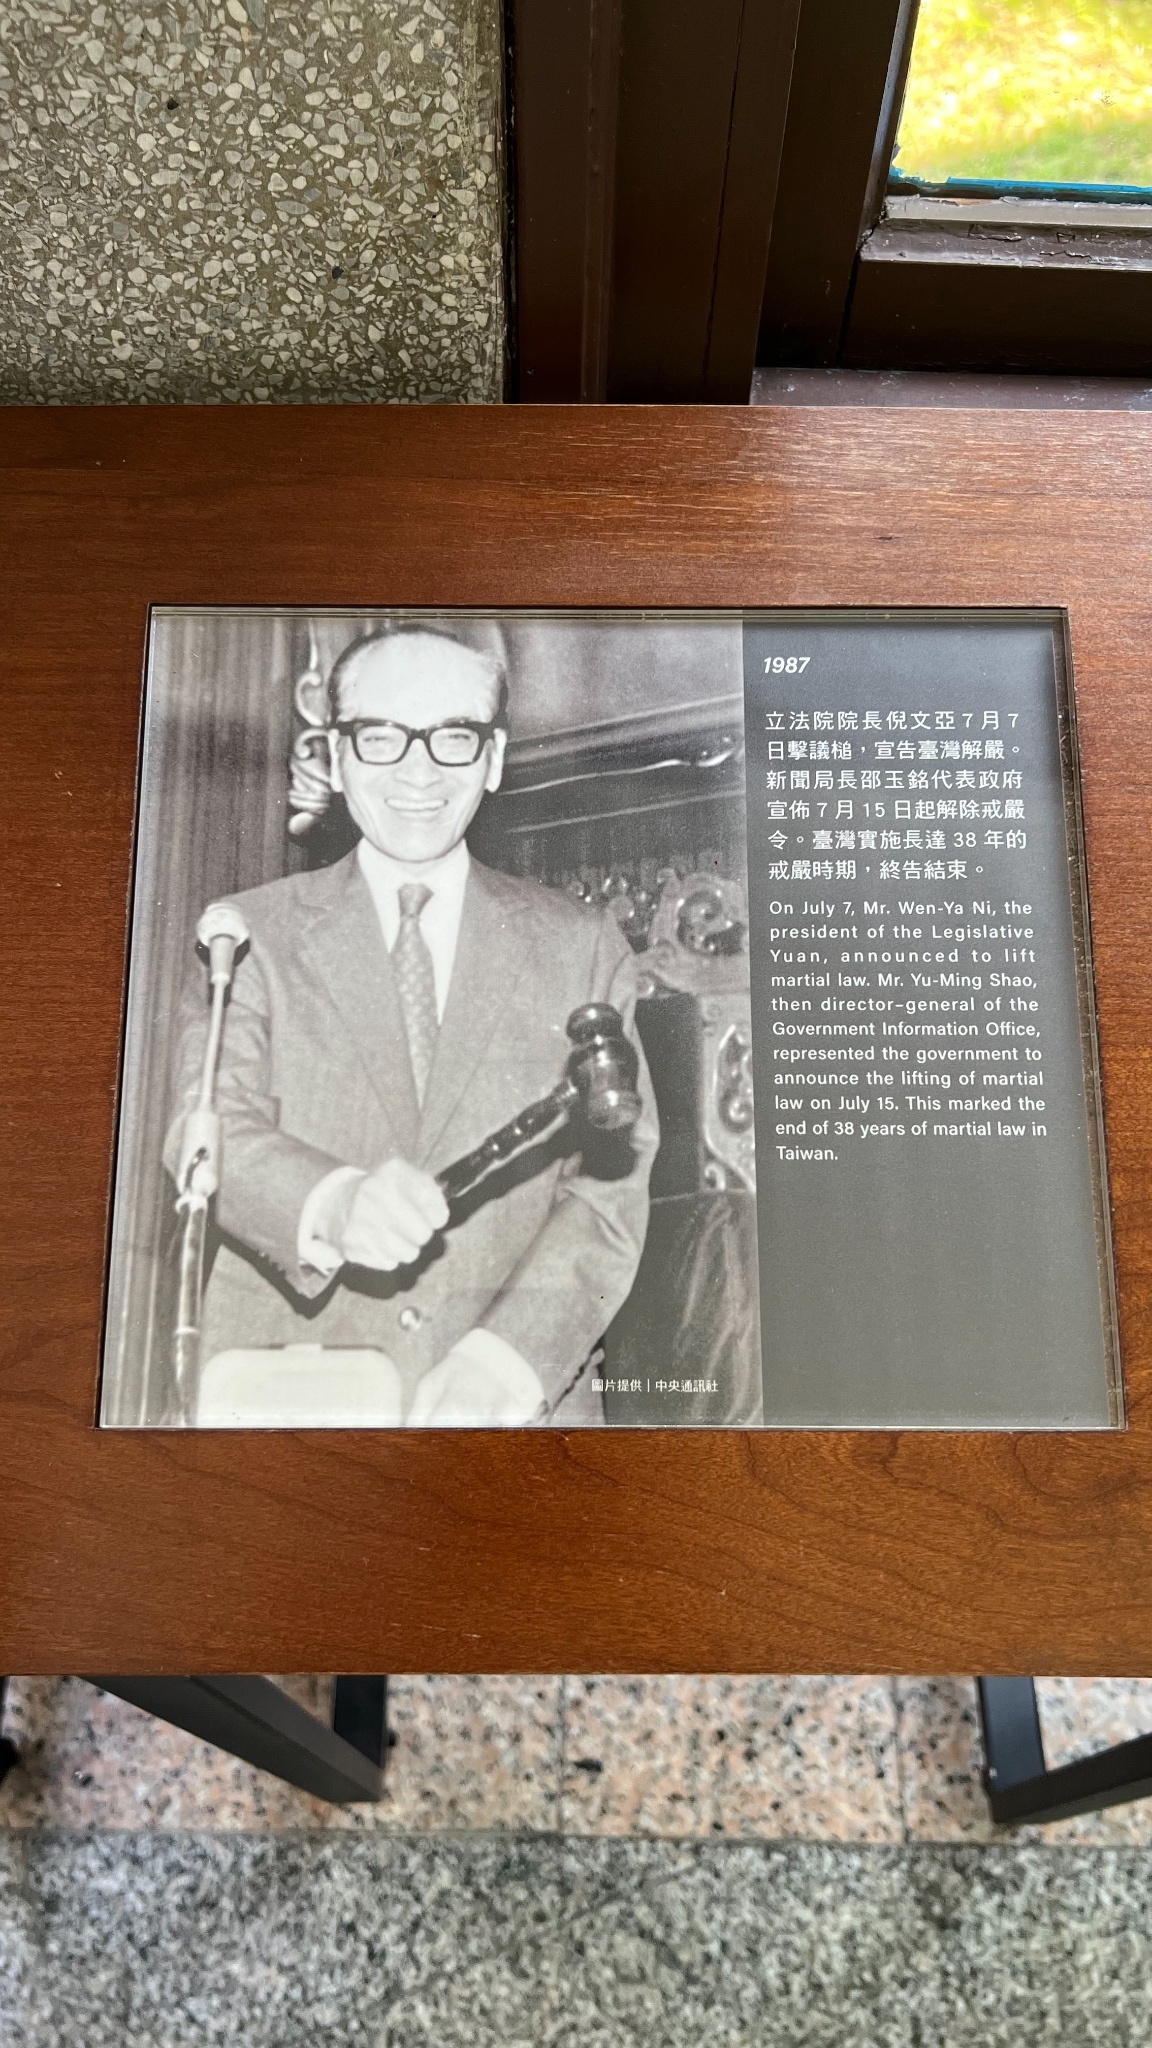 1987
立法院院長倪文亞 7 月 7
日擊議槌，宣告臺灣解嚴。
新聞局長邵玉銘代表政府
宣佈 7 月 15 日起解除戒嚴
令。臺灣實施長達 38 年的
戒嚴時期，終告結束。
On July 7, Mr. Wen-Ya Ni, the
president of the Legislative
Yuan, announced to lift
martial law. Mr. Yu-Ming Shao,
then director-general of the
Government Information Office,
represented the government to
announce the lifting of martial
law on July 15. This marked the
end of 38 years of martial law in
Taiwan.
圖片提供｜中央通訊社